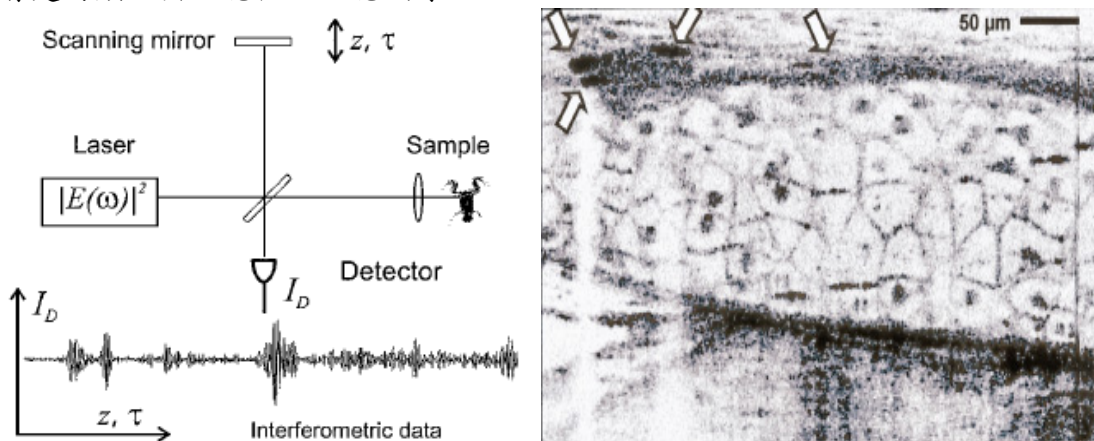 Scanning mirror
z, τ
Laser
Sample
|E(ω)|²
Detector
I_D
I_D
z, τ
Interferometric data
50 µm